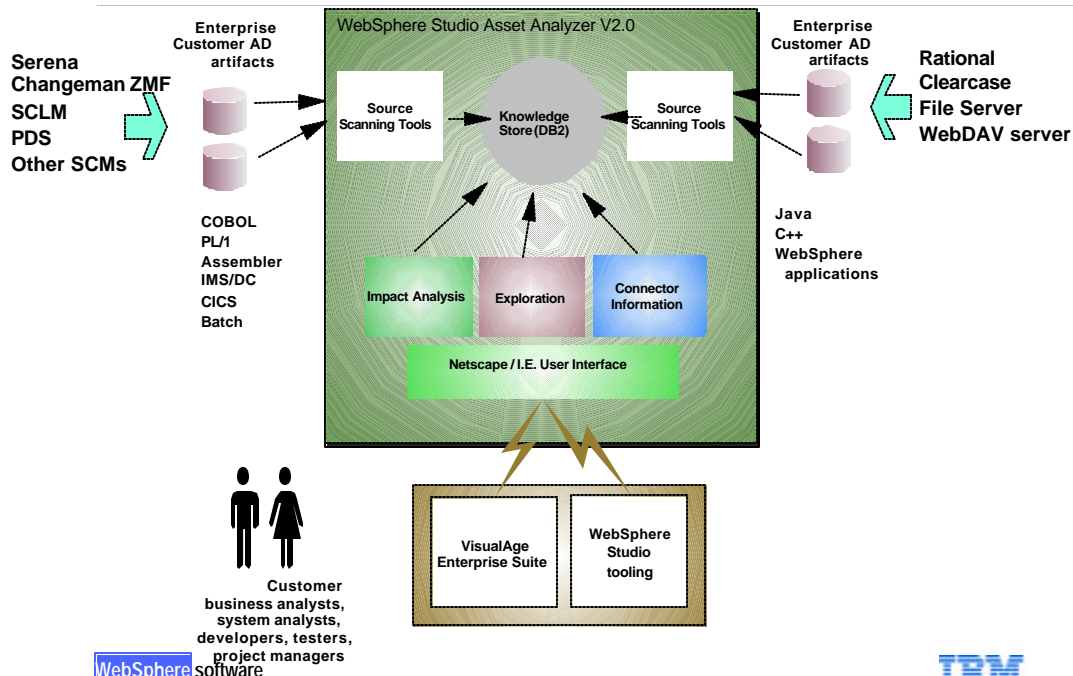 WebSphere Studio Asset Analyzer V2.0
Enterprise
Customer AD
artifacts
Serena
Changeman ZMF
SCLM
PDS
Other SCMs
Source
Scanning Tools
Knowledge
Store (DB2)
Source
Scanning Tools
Enterprise
Customer AD
artifacts
Rational
Clearcase
File Server
WebDAV server
COBOL
PL/1
Assembler
IMS/DC
CICS
Batch
Java
C++
WebSphere
applications
Impact Analysis
Exploration
Connector
Information
Netscape / I.E. User Interface
VisualAge
Enterprise Suite
WebSphere
Studio
tooling
Customer
business analysts,
system analysts,
developers, testers,
project managers
WebSphere software
IBM